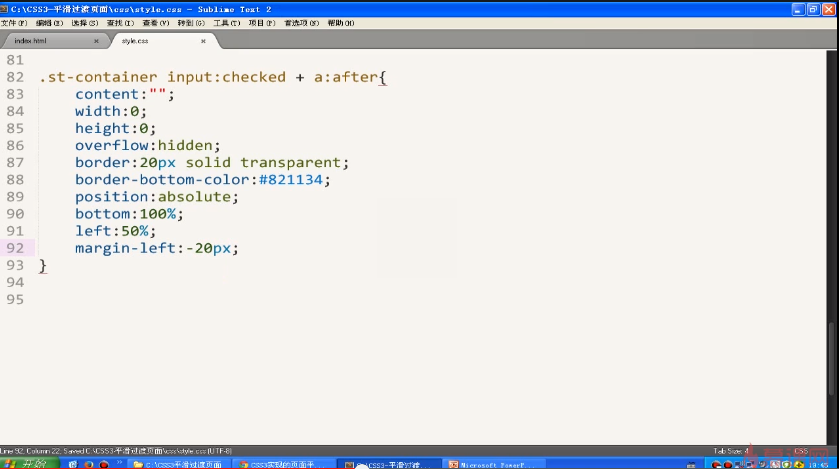 C:\CSS3-平滑过渡页面\css\style.css - Sublime Text 2
文件(F) 编辑(E) 选择(S) 查找(I) 查看(V) 转到(G) 工具(T) 项目(P) 首选项(N) 帮助(H)
index.html × style.css ×
81
82 .st-container input:checked + a:after{
83 content:"";
84 width:0;
85 height:0;
86 overflow:hidden;
87 border:20px solid transparent;
88 border-bottom-color:#821134;
89 position:absolute;
90 bottom:100%;
91 left:50%;
92 margin-left:-20px;
93 }
94
95
Line 92, Column 22, Saved C:\CSS3-平滑过渡页面\css\style.css (UTF-8) Tab Size: 4 CSS
开始 C:\CSS3-平滑过渡页面 CSS3实现的页面平... C:\CSS3-平滑过渡... Microsoft PowerP...